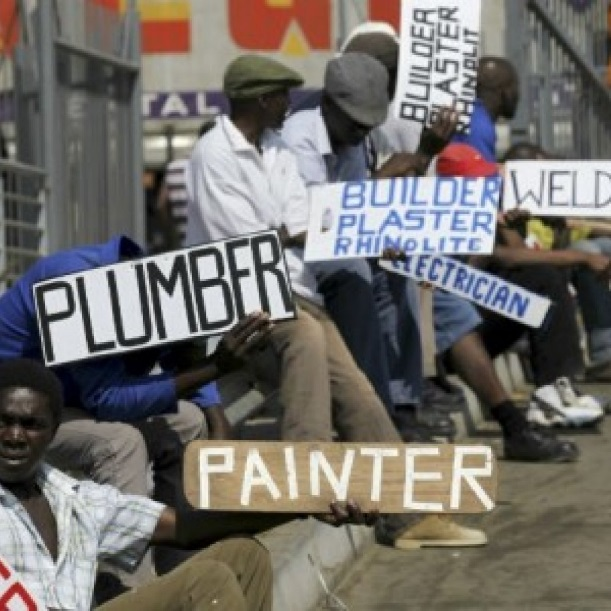 BUILDER
PLASTER
RHINOLIT
BUILDER
PLASTER
RHINOLITE
WELD
ELECTRICIAN
PLUMBER
PAINTER
TAL